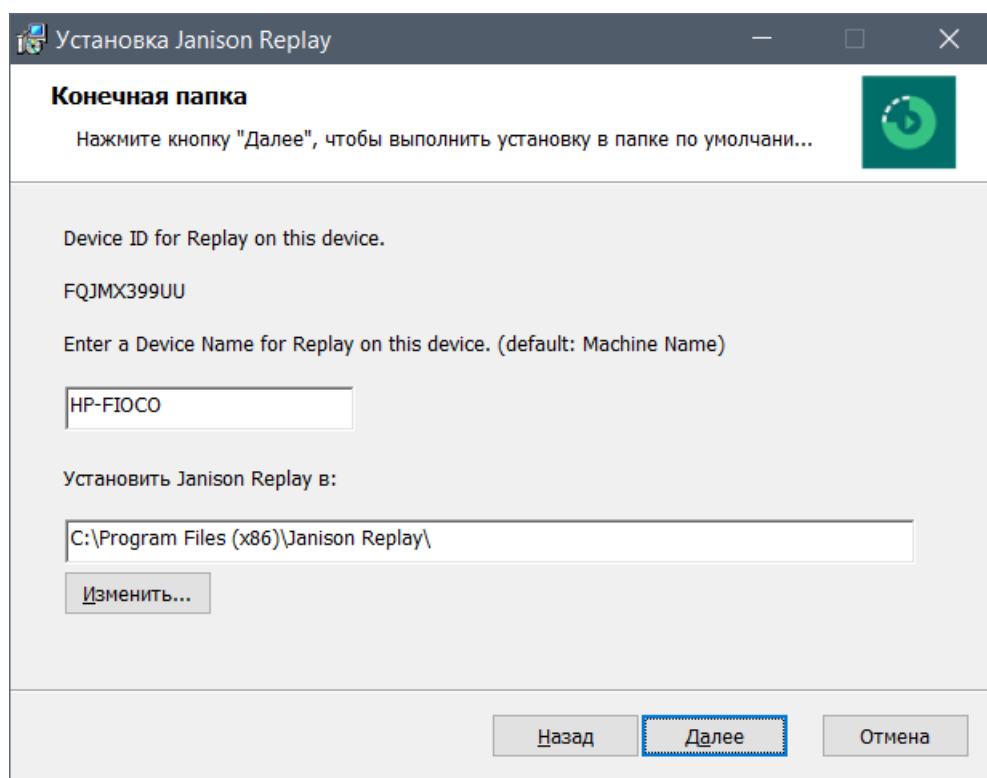 Установка Janison Replay
Конечная папка
Нажмите кнопку "Далее", чтобы выполнить установку в папке по умолчани...
Device ID for Replay on this device.
FQJMX399UU
Enter a Device Name for Replay on this device. (default: Machine Name)
HP-FIOCO
Установить Janison Replay в:
C:\Program Files (x86)\Janison Replay\
Изменить...
Назад Далее Отмена